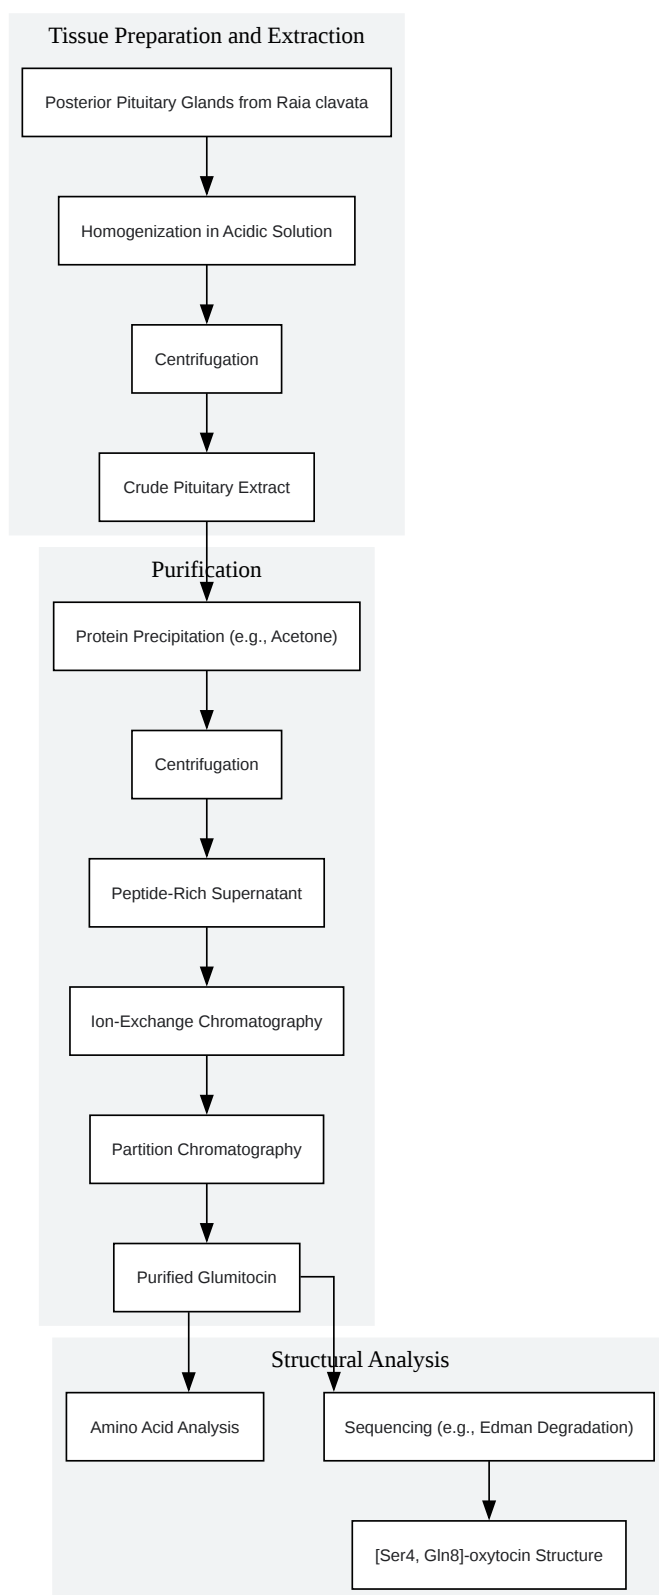 Tissue Preparation and Extraction
Posterior Pituitary Glands from Raia clavata
Homogenization in Acidic Solution
Centrifugation
Crude Pituitary Extract
Purification
Protein Precipitation (e.g., Acetone)
Centrifugation
Peptide-Rich Supernatant
Ion-Exchange Chromatography
Partition Chromatography
Purified Glumitocin
Structural Analysis
Amino Acid Analysis
Sequencing (e.g., Edman Degradation)
[Ser4, Gln8]-oxytocin Structure